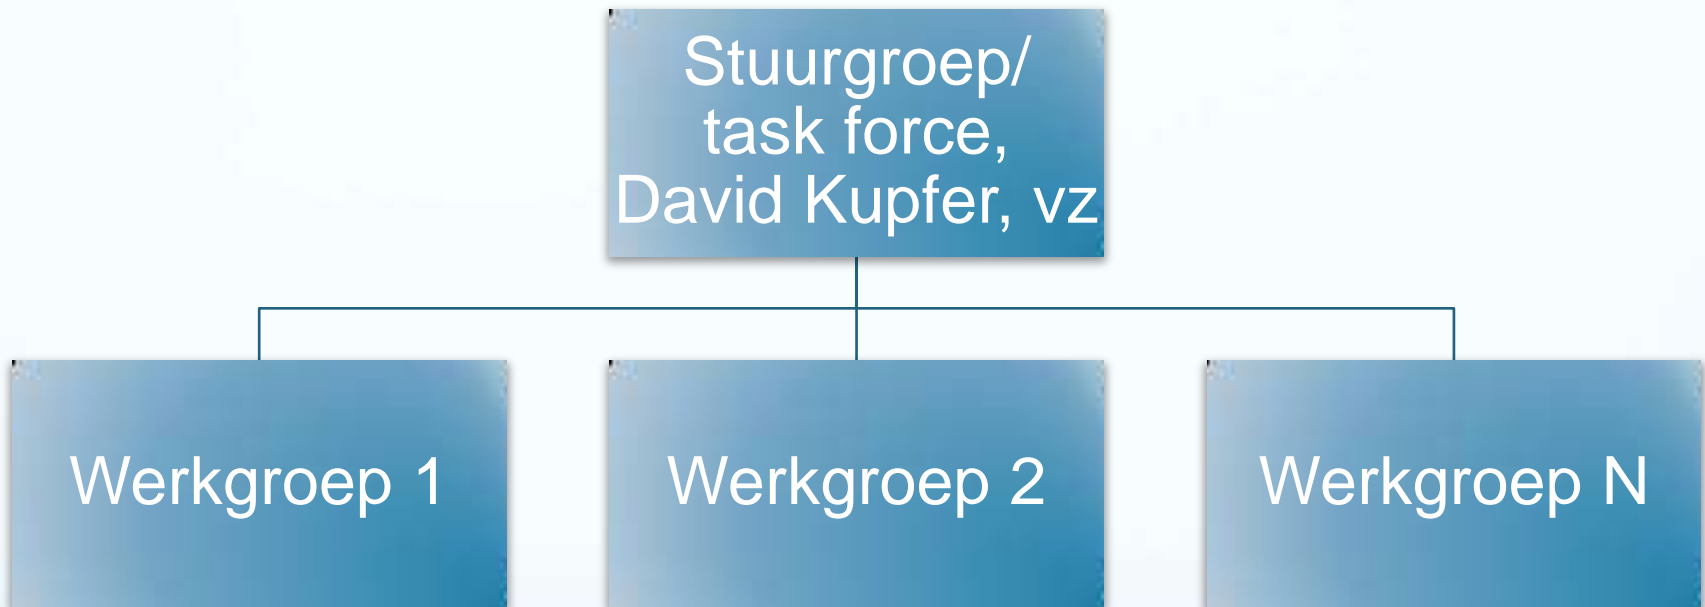 Stuurgroep/
task force,
David Kupfer, vz
Werkgroep 1
Werkgroep 2
Werkgroep N